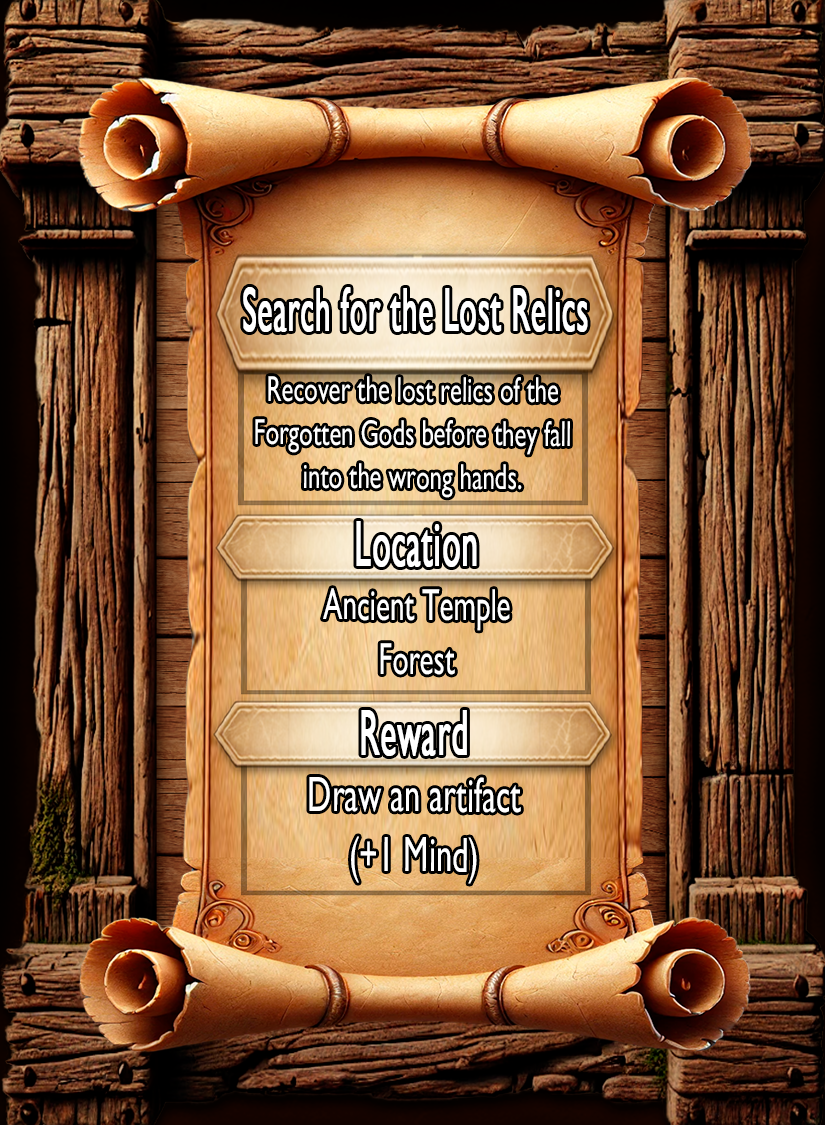 Search for the Lost Relics
Recover the lost relics of the
Forgotten Gods before they fall
into the wrong hands.
Location
Ancient Temple
Forest
Reward
Draw an artifact
(+1 Mind)